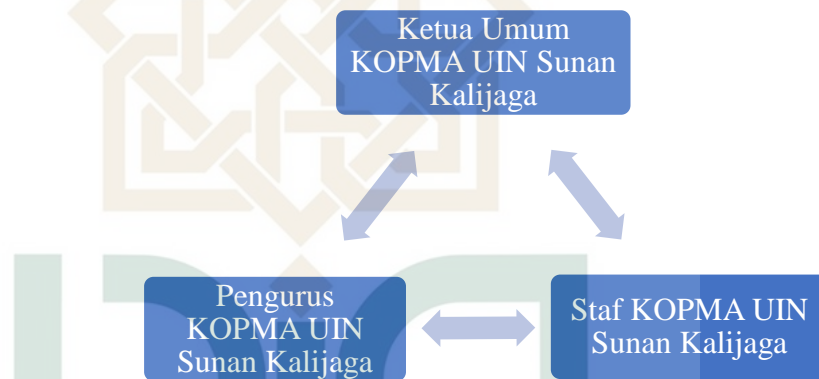 Ketua Umum
KOPMA UIN Sunan
Kalijaga
Pengurus
KOPMA UIN
Sunan Kalijaga
Staf KOPMA UIN
Sunan Kalijaga